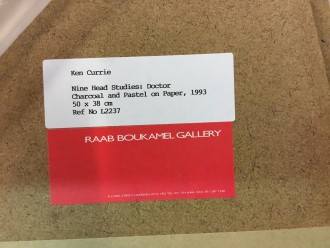 Ken Currie
Nine Head Studies: Doctor
Charcoal and Pastel on Paper, 1993
50 x 38 cm
Ref No L2237
RAAB BOUKAMEL GALLERY